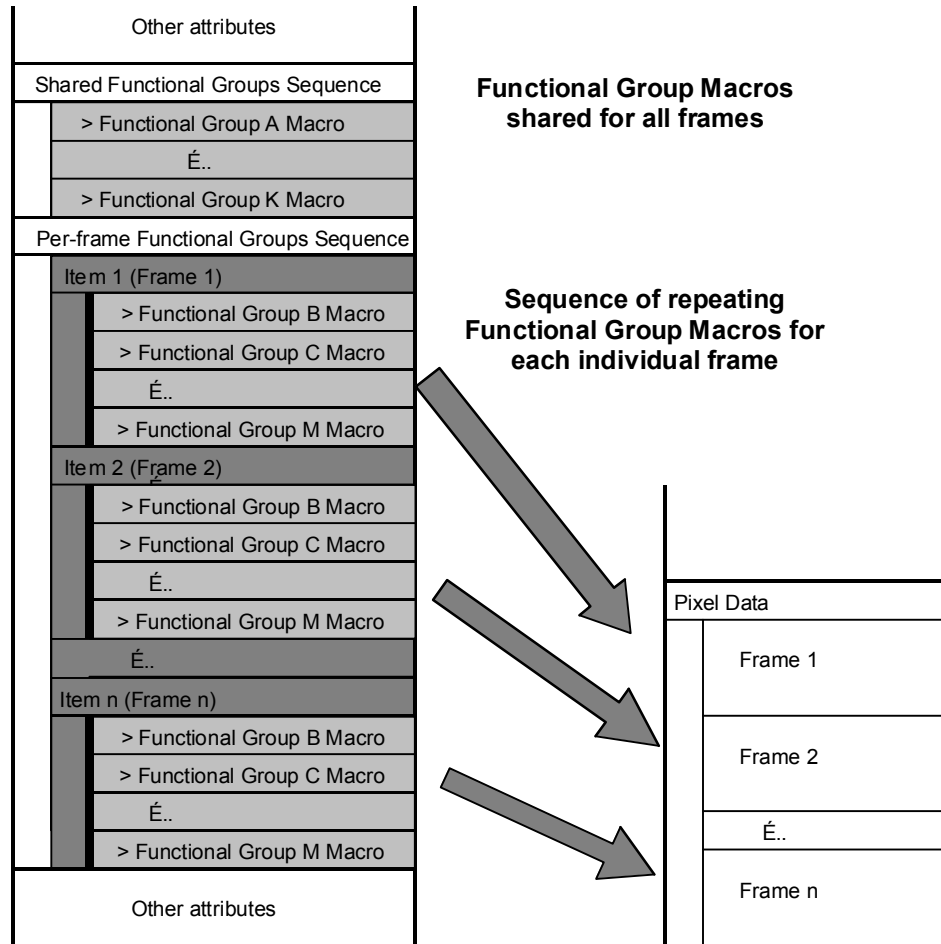 Other attributes
Shared Functional Groups Sequence
> Functional Group A Macro
É..
> Functional Group K Macro
Per-frame Functional Groups Sequence
Item 1 (Frame 1)
> Functional Group B Macro
> Functional Group C Macro
É..
> Functional Group M Macro
Item 2 (Frame 2)
É
> Functional Group B Macro
> Functional Group C Macro
É..
> Functional Group M Macro
É..
Item n (Frame n)
> Functional Group B Macro
> Functional Group C Macro
É..
> Functional Group M Macro
Other attributes
Functional Group Macros
shared for all frames
Sequence of repeating
Functional Group Macros for
each individual frame
Pixel Data
Frame 1
Frame 2
É..
Frame n